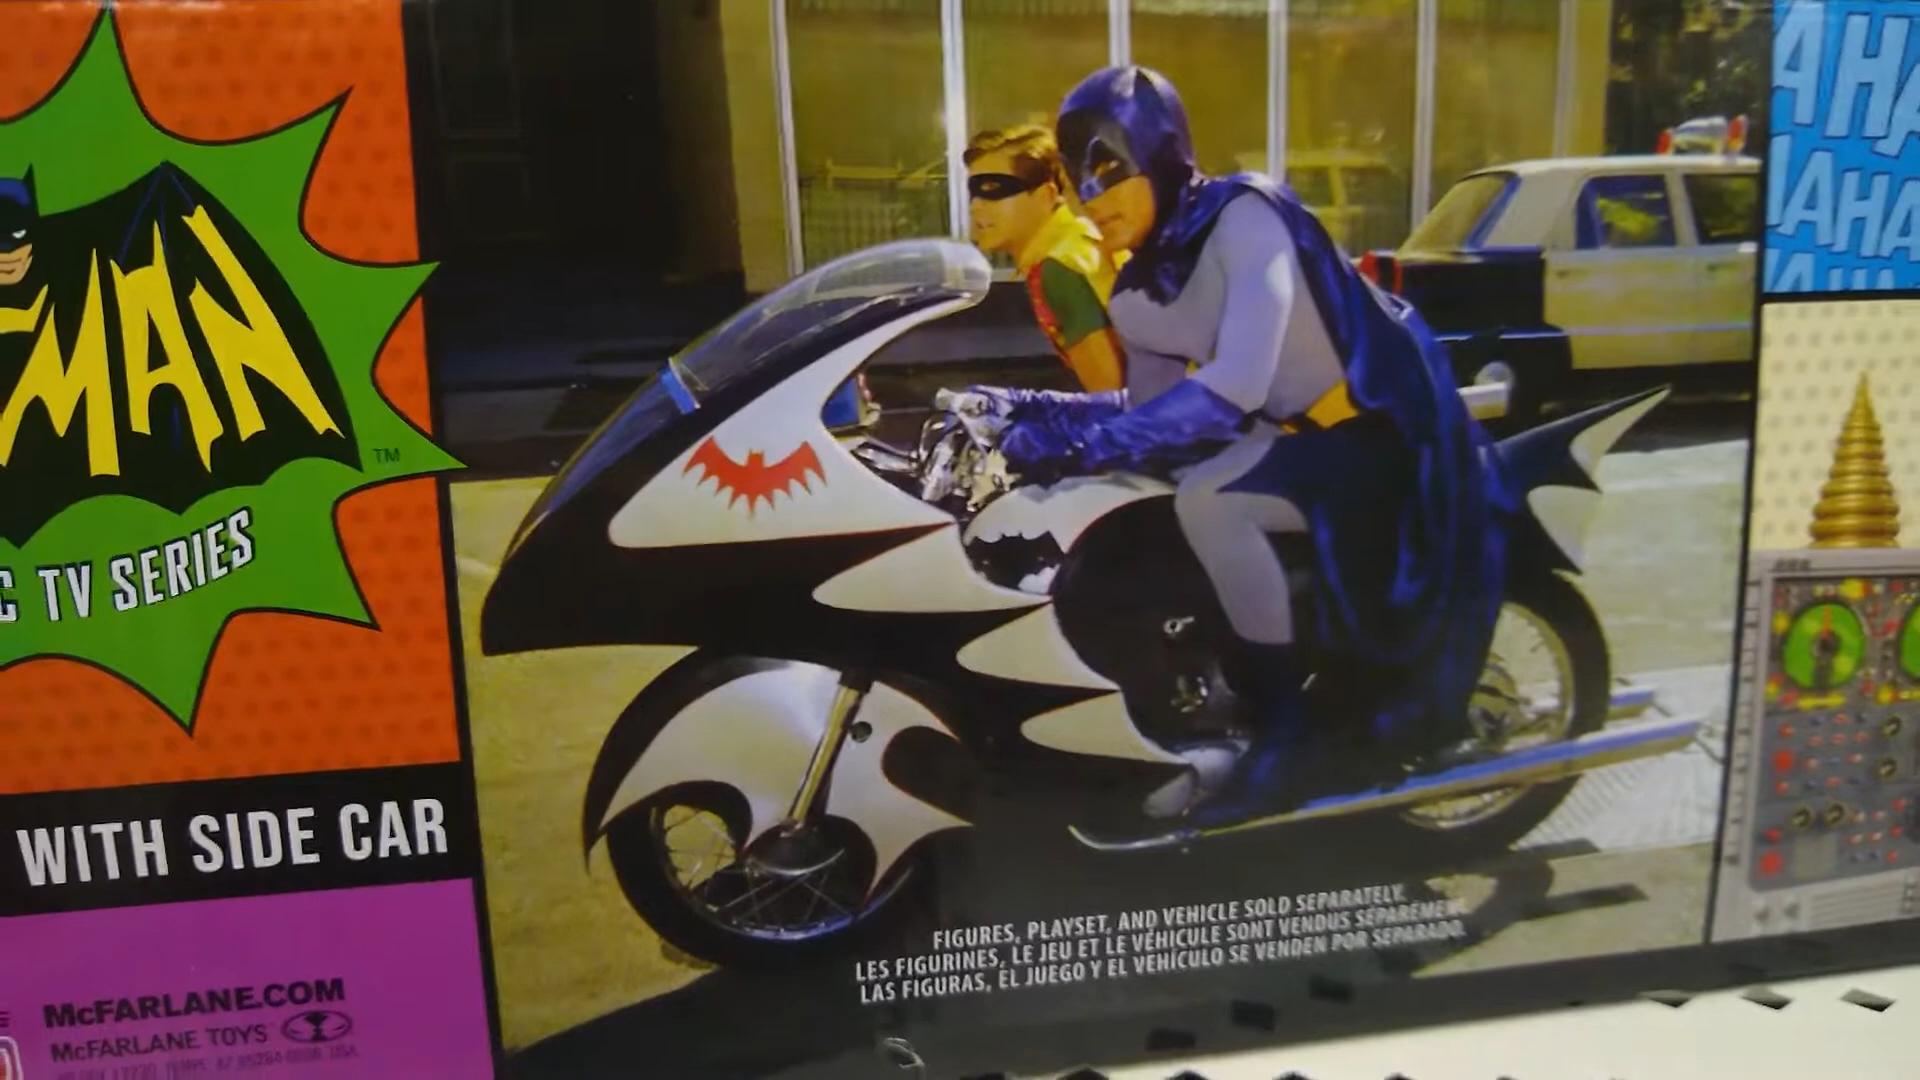 MAN
TM
C TV SERIES
WITH SIDE CAR
McFARLANE.COM
McFARLANE TOYS
FIGURES, PLAYSET, AND VEHICLE SOLD SEPARATELY.
LES FIGURINES, LE JEU ET LE VÉHICULE SONT VENDUS SÉPARÉMENT.
LAS FIGURAS, EL JUEGO Y EL VEHÍCULO SE VENDEN POR SEPARADO.
AHA
HAHA